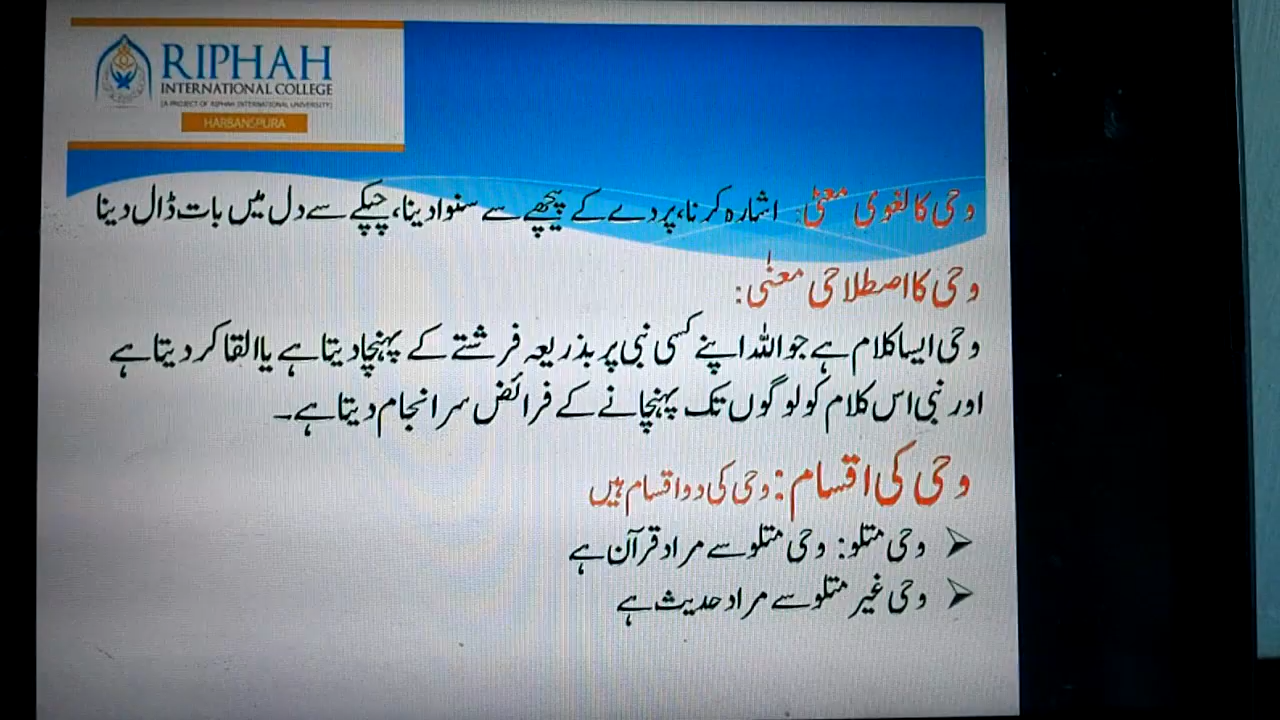 RIPHAH
INTERNATIONAL COLLEGE
(A PROJECT OF RIPHAH INTERNATIONAL UNIVERSITY)
HARBANSPURA
وحی کا لغوی معنٰی: اشارہ کرنا، پردے کے پیچھے سے سنوا دینا، چپکے سے دل میں بات ڈال دینا
وحی کا اصطلاحی معنٰی:
وحی ایسا کلام ہے جو اللہ اپنے کسی نبی پر بذریعہ فرشتے کے پہنچا دیتا ہے یا القا کر دیتا ہے
اور نبی اس کلام کو لوگوں تک پہنچانے کے فرائض سر انجام دیتا ہے۔
وحی کی اقسام: وحی کی دو اقسام ہیں
وحی متلو: وحی متلو سے مراد قرآن ہے
وحی غیر متلو سے مراد حدیث ہے